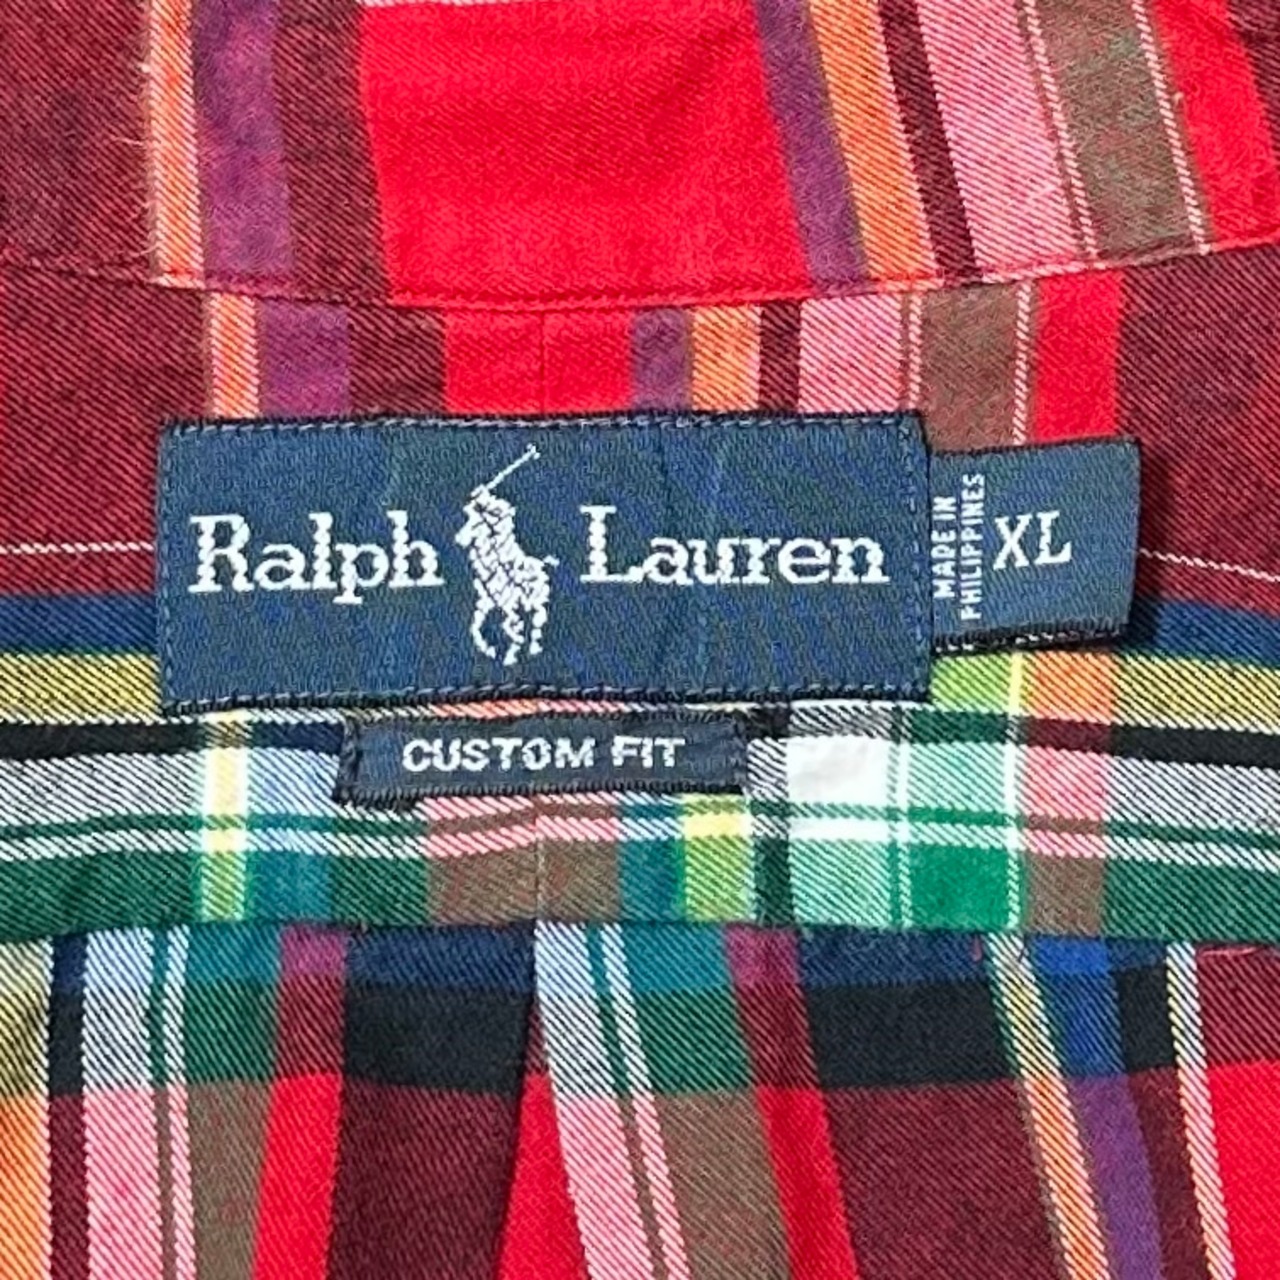 Ralph Lauren
MADE IN
PHILIPPINES
XL
CUSTOM FIT